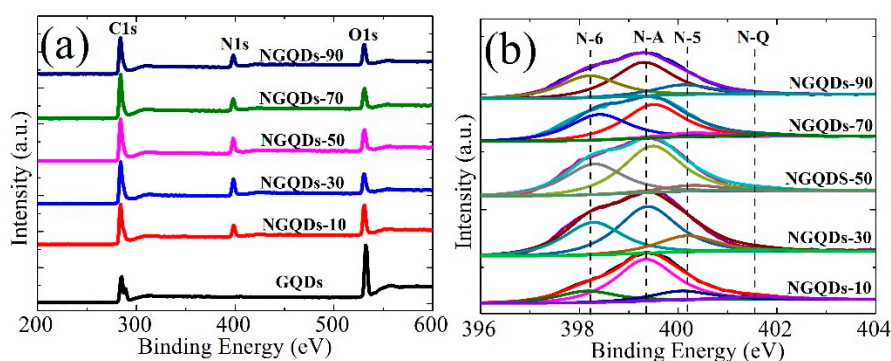 (a)
C1s
N1s
O1s
NGQDs-90
NGQDs-70
NGQDs-50
NGQDs-30
NGQDs-10
GQDs
Intensity (a.u.)
200 300 400 500 600
Binding Energy (eV)
(b)
N-6 N-A N-5 N-Q
NGQDs-90
NGQDs-70
NGQDS-50
NGQDs-30
NGQDs-10
Intensity (a.u.)
396 398 400 402 404
Binding Energy (eV)